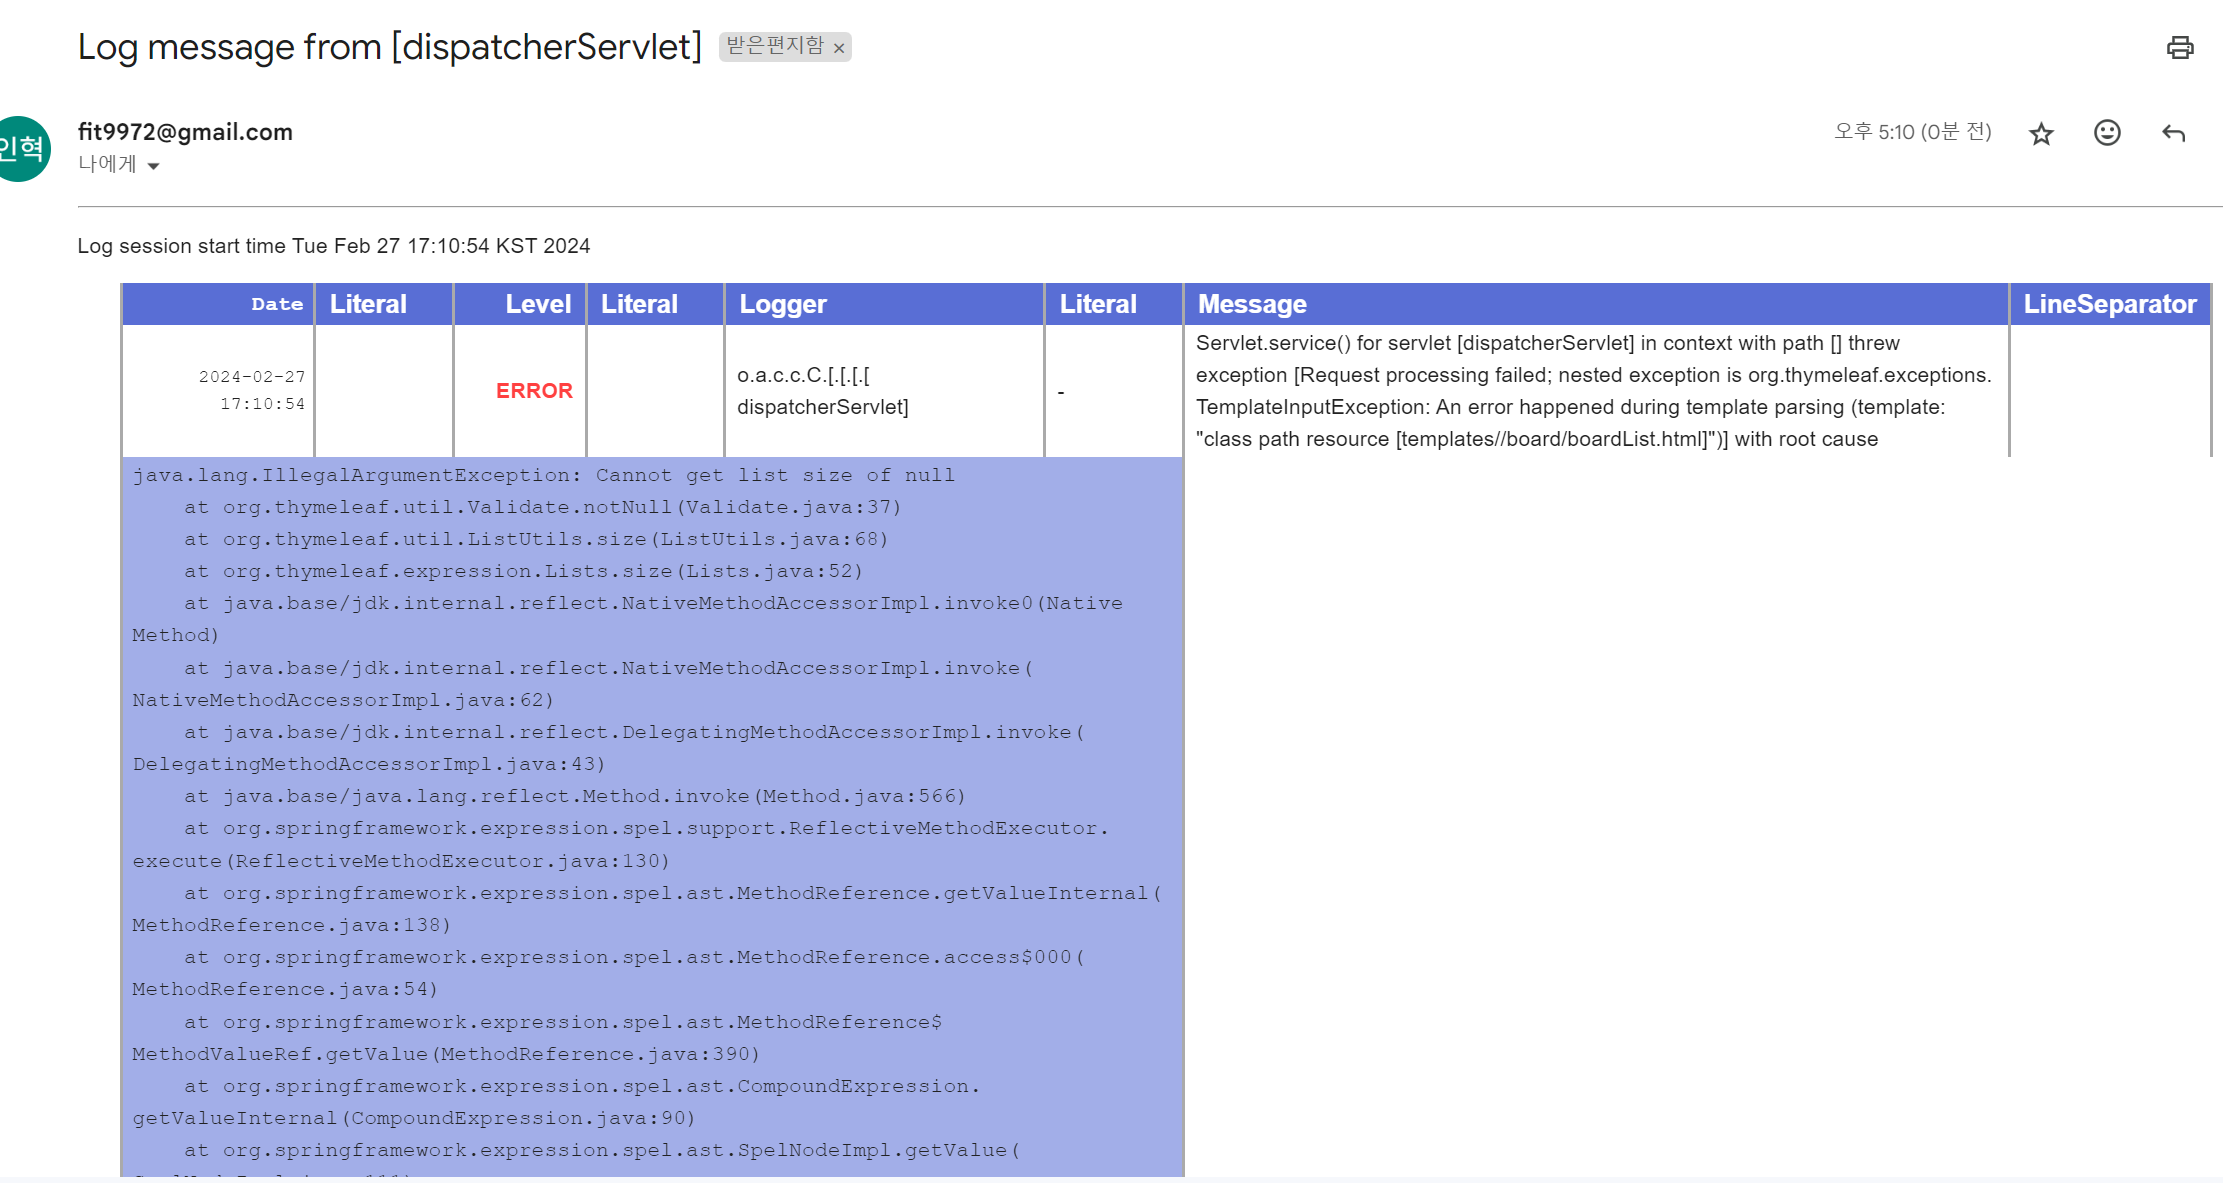 Log message from [dispatcherServlet] 받은편지함 ×
인혁
fit9972@gmail.com
오후 5:10 (0분 전)
나에게
Log session start time Tue Feb 27 17:10:54 KST 2024
Date Literal Level Literal Logger Literal Message LineSeparator
2024-02-27
17:10:54
ERROR
o.a.c.c.C.[.[.[.[
dispatcherServlet]
-
Servlet.service() for servlet [dispatcherServlet] in context with path [] threw
exception [Request processing failed; nested exception is org.thymeleaf.exceptions.
TemplateInputException: An error happened during template parsing (template:
"class path resource [templates//board/boardList.html]")] with root cause
java.lang.IllegalArgumentException: Cannot get list size of null
at org.thymeleaf.util.Validate.notNull(Validate.java:37)
at org.thymeleaf.util.ListUtils.size(ListUtils.java:68)
at org.thymeleaf.expression.Lists.size(Lists.java:52)
at java.base/jdk.internal.reflect.NativeMethodAccessorImpl.invoke0(Native
Method)
at java.base/jdk.internal.reflect.NativeMethodAccessorImpl.invoke(
NativeMethodAccessorImpl.java:62)
at java.base/jdk.internal.reflect.DelegatingMethodAccessorImpl.invoke(
DelegatingMethodAccessorImpl.java:43)
at java.base/java.lang.reflect.Method.invoke(Method.java:566)
at org.springframework.expression.spel.support.ReflectiveMethodExecutor.
execute(ReflectiveMethodExecutor.java:130)
at org.springframework.expression.spel.ast.MethodReference.getValueInternal(
MethodReference.java:138)
at org.springframework.expression.spel.ast.MethodReference.access$000(
MethodReference.java:54)
at org.springframework.expression.spel.ast.MethodReference$
MethodValueRef.getValue(MethodReference.java:390)
at org.springframework.expression.spel.ast.CompoundExpression.
getValueInternal(CompoundExpression.java:90)
at org.springframework.expression.spel.ast.SpelNodeImpl.getValue(